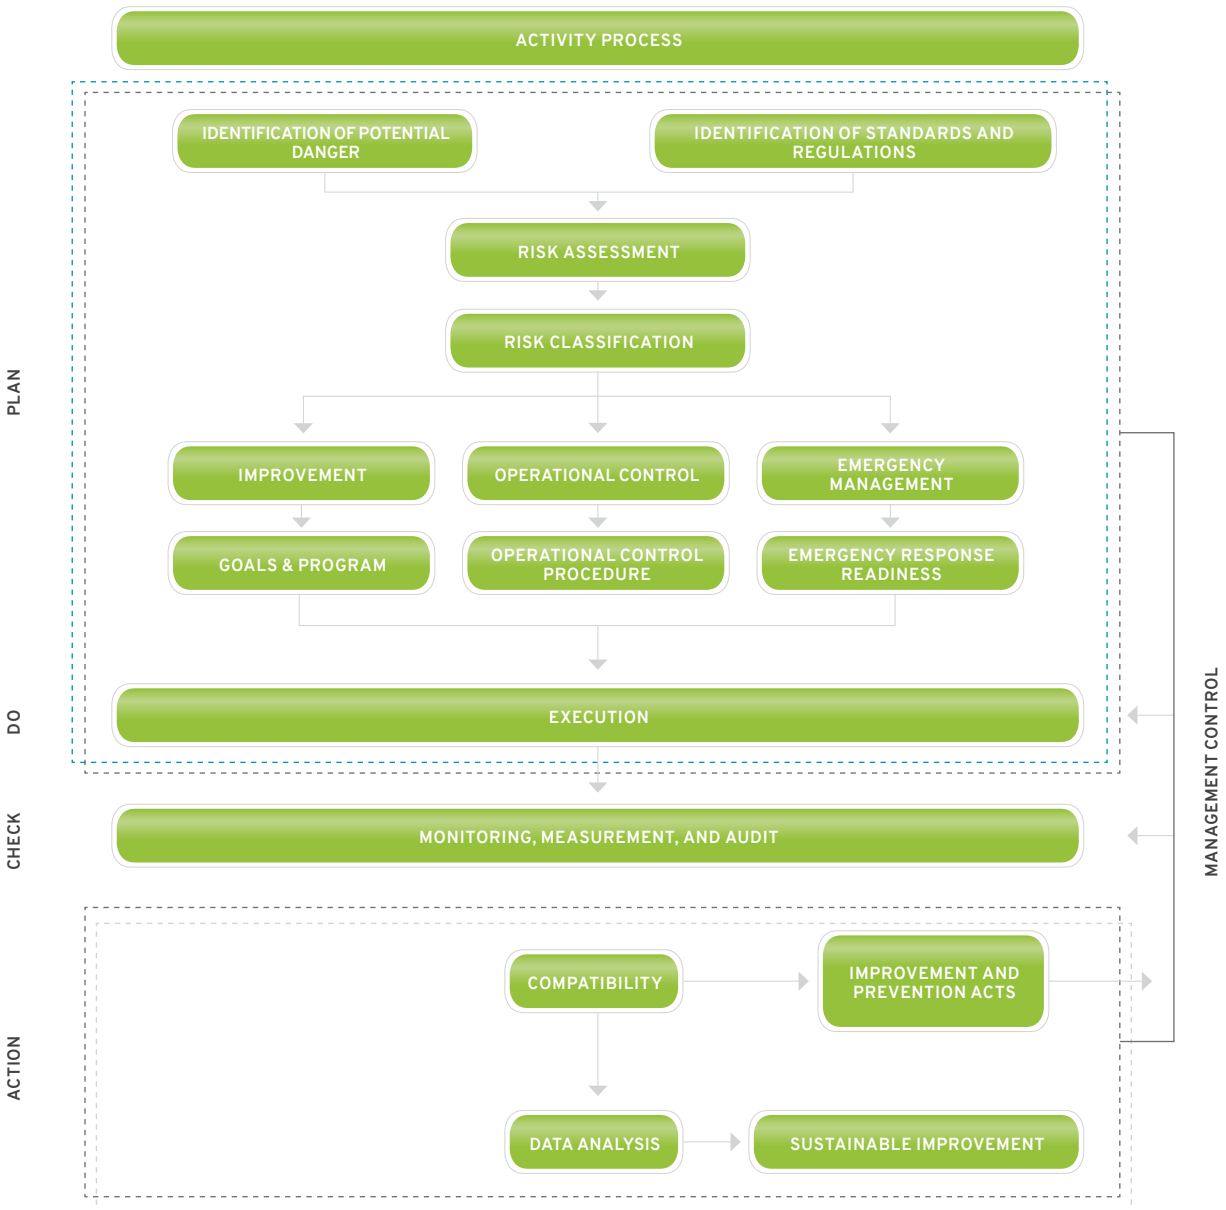 ACTIVITY PROCESS
IDENTIFICATION OF POTENTIAL
DANGER
IDENTIFICATION OF STANDARDS AND
REGULATIONS
RISK ASSESSMENT
RISK CLASSIFICATION
PLAN
IMPROVEMENT
OPERATIONAL CONTROL
EMERGENCY
MANAGEMENT
GOALS & PROGRAM
OPERATIONAL CONTROL
PROCEDURE
EMERGENCY RESPONSE
READINESS
DO
EXECUTION
MANAGEMENT CONTROL
CHECK
MONITORING, MEASUREMENT, AND AUDIT
COMPATIBILITY
IMPROVEMENT AND
PREVENTION ACTS
ACTION
DATA ANALYSIS
SUSTAINABLE IMPROVEMENT